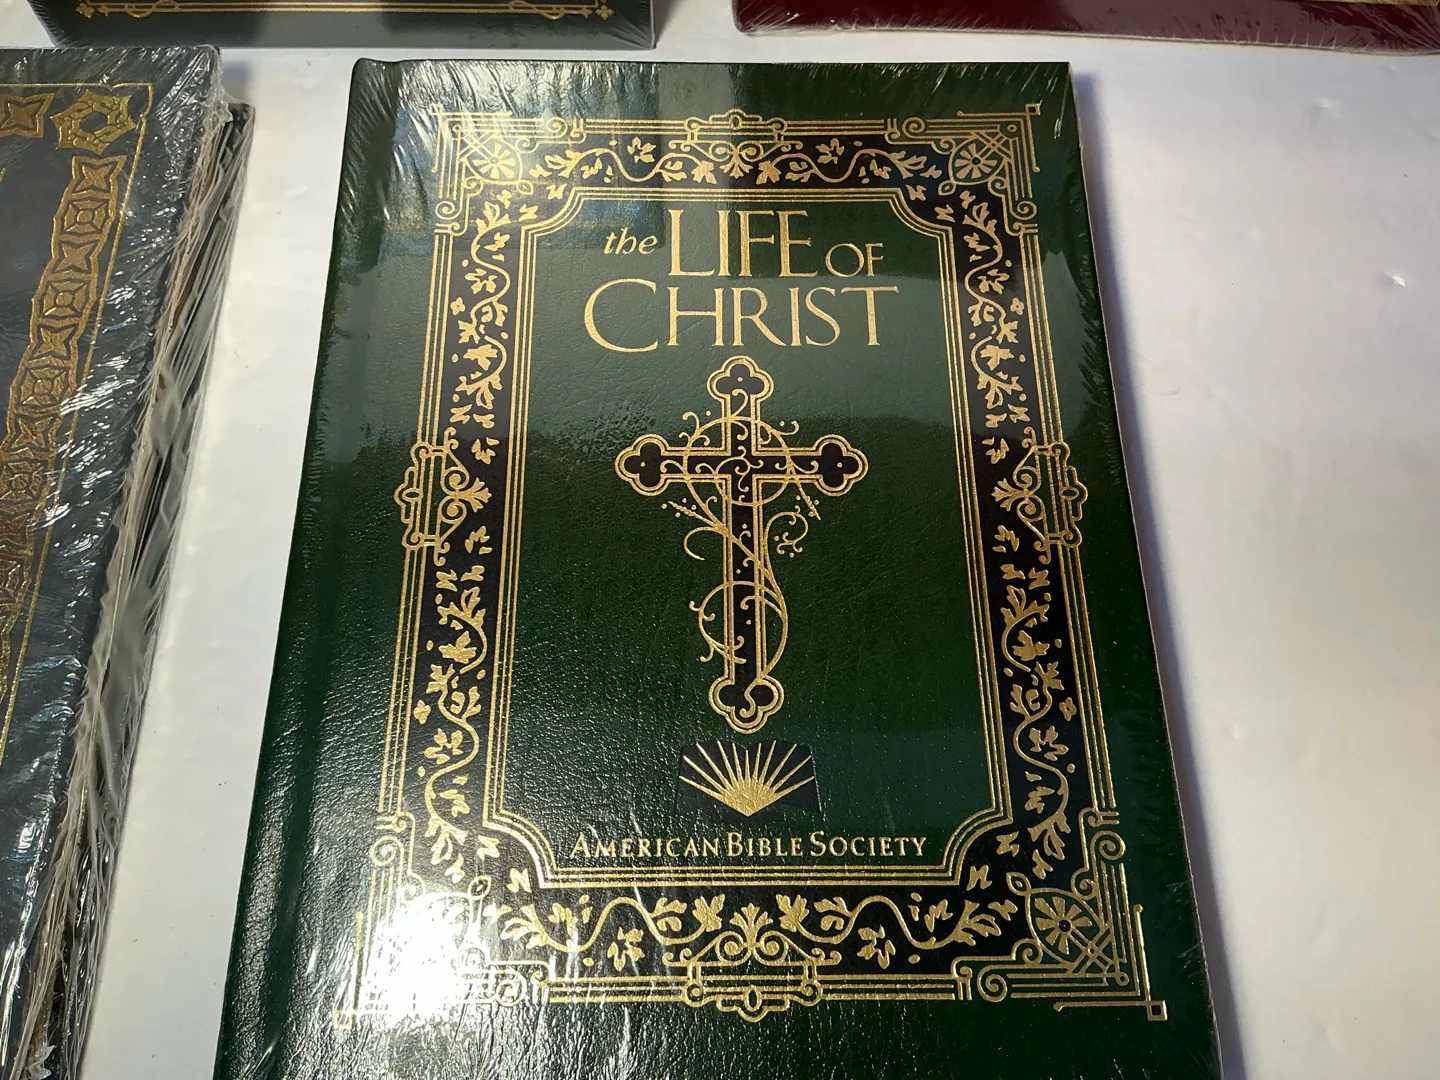 the LIFE OF
CHRIST
AMERICAN BIBLE SOCIETY